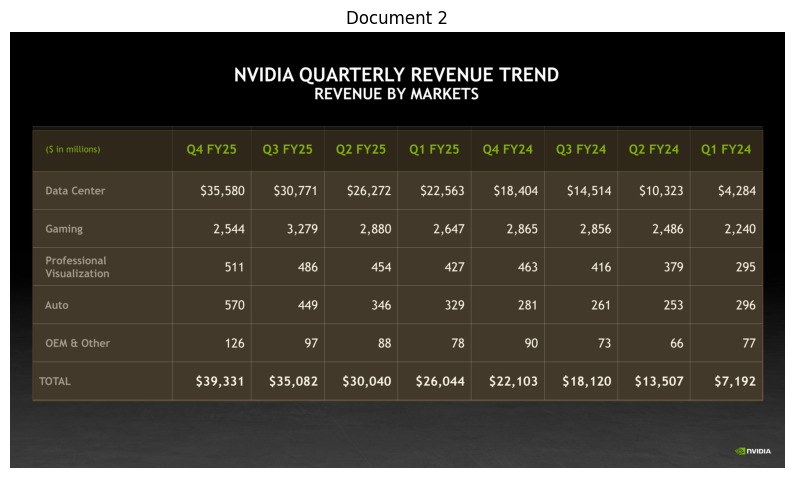 Document 2
NVIDIA QUARTERLY REVENUE TREND
REVENUE BY MARKETS
($ in millions) Q4 FY25 Q3 FY25 Q2 FY25 Q1 FY25 Q4 FY24 Q3 FY24 Q2 FY24 Q1 FY24
Data Center $35,580 $30,771 $26,272 $22,563 $18,404 $14,514 $10,323 $4,284
Gaming 2,544 3,279 2,880 2,647 2,865 2,856 2,486 2,240
Professional
Visualization 511 486 454 427 463 416 379 295
Auto 570 449 346 329 281 261 253 296
OEM & Other 126 97 88 78 90 73 66 77
TOTAL $39,331 $35,082 $30,040 $26,044 $22,103 $18,120 $13,507 $7,192
NVIDIA